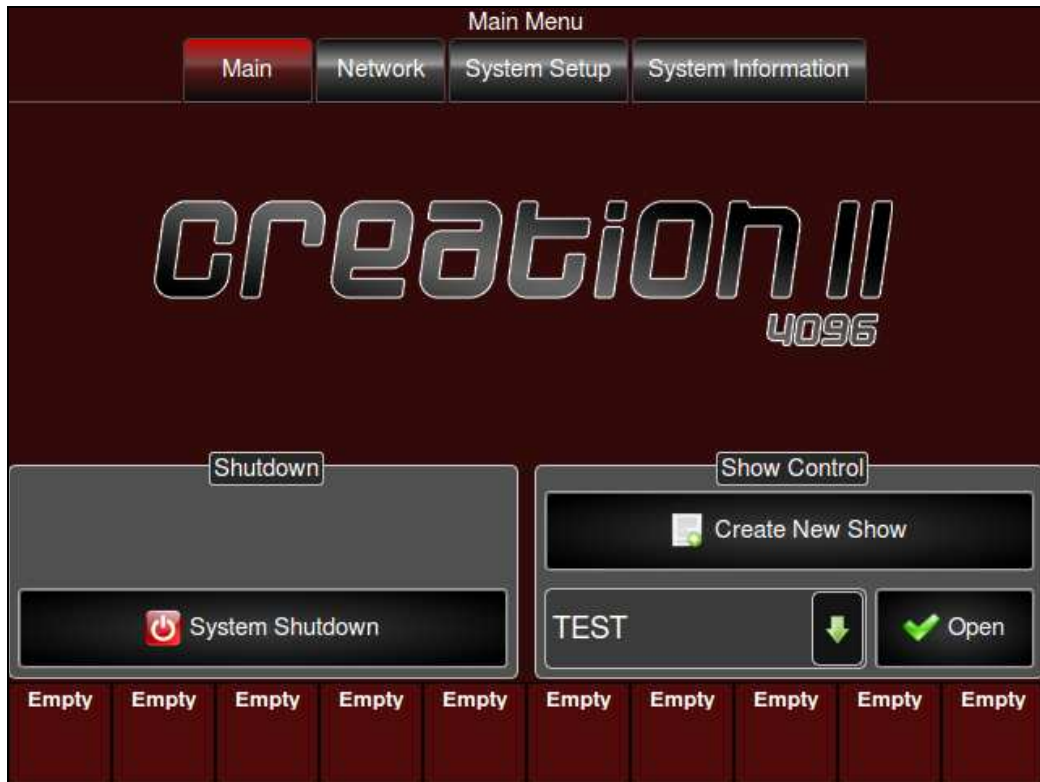 Main Menu
Main Network System Setup System Information
creation II
4096
Shutdown Show Control
Create New Show
System Shutdown TEST Open
Empty Empty Empty Empty Empty Empty Empty Empty Empty Empty